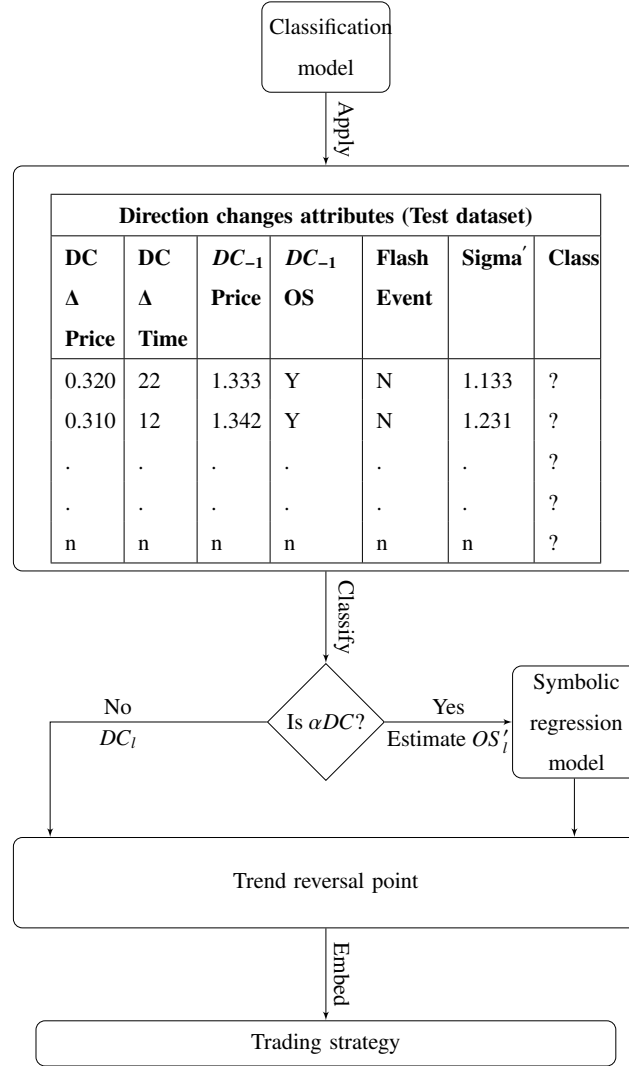 Classification
model
Apply
Direction changes attributes (Test dataset)
DC DC DC₋₁ DC₋₁ Flash Sigma′ Class
Δ Δ Price OS Event
Price Time
0.320 22 1.333 Y N 1.133 ?
0.310 12 1.342 Y N 1.231 ?
. . . . . . ?
. . . . . . ?
n n n n n n ?
Classify
Is αDC?
No
DCₗ
Yes
Estimate OS′ₗ
Symbolic
regression
model
Trend reversal point
Embed
Trading strategy